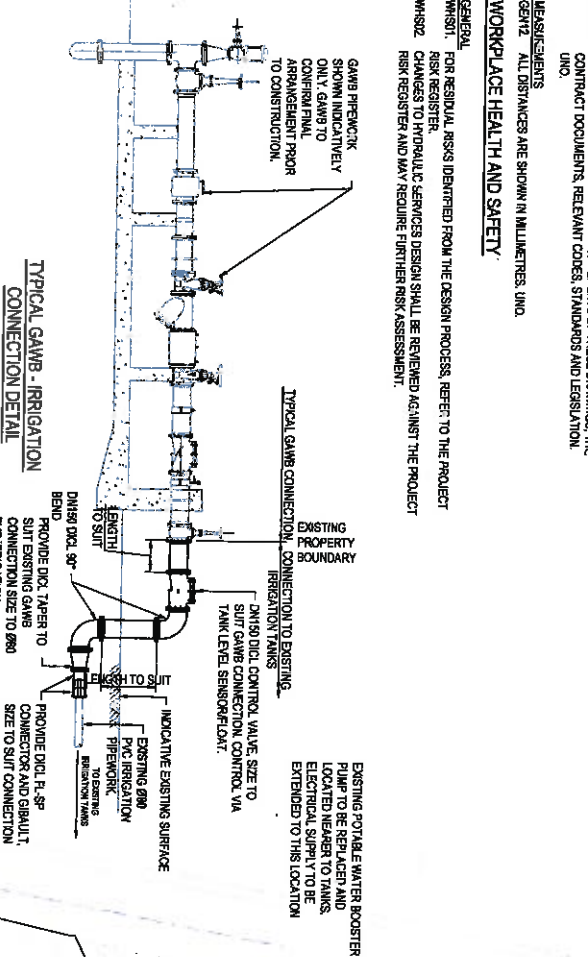 CONTRACT DOCUMENTS, RELEVANT CODES, STANDARDS AND LEGISLATION.
UNO.
MEASUREMENTS
GEN12. ALL DISTANCES ARE SHOWN IN MILLIMETRES. UNO.
WORKPLACE HEALTH AND SAFETY
GENERAL
WHS01. FOR RESIDUAL RISKS IDENTIFIED FROM THE DESIGN PROCESS, REFER TO THE PROJECT
RISK REGISTER.
WHS02. CHANGES TO HYDRAULIC SERVICES DESIGN SHALL BE REVIEWED AGAINST THE PROJECT
RISK REGISTER AND MAY REQUIRE FURTHER RISK ASSESSMENT.
GAWB PIPEWORK
SHOWN INDICATIVELY
ONLY. GAWB TO
CONFIRM FINAL
ARRANGEMENT PRIOR
TO CONSTRUCTION.
TYPICAL GAWB CONNECTION, CONNECTION TO EXISTING
IRRIGATION TANKS
EXISTING
PROPERTY
BOUNDARY
DN150 DICL CONTROL VALVE, SIZE TO
SUIT GAWB CONNECTION. CONTROL VIA
TANK LEVEL SENSOR/FLOAT.
EXISTING POTABLE WATER BOOSTER
PUMP TO BE REPLACED AND
LOCATED NEARER TO TANKS.
ELECTRICAL SUPPLY TO BE
EXTENDED TO THIS LOCATION
LENGTH
TO SUIT
LENGTH TO SUIT
INDICATIVE EXISTING SURFACE
EXISTING Ø80
PVC IRRIGATION
PIPEWORK.
TO EXISTING
IRRIGATION TANKS
DN150 DICL 90°
BEND
PROVIDE DICL TAPER TO
SUIT EXISTING GAWB
CONNECTION SIZE TO Ø80
PROVIDE DICL FL-SP
CONNECTOR AND GIBAULT,
SIZE TO SUIT CONNECTION
TYPICAL GAWB - IRRIGATION
CONNECTION DETAIL